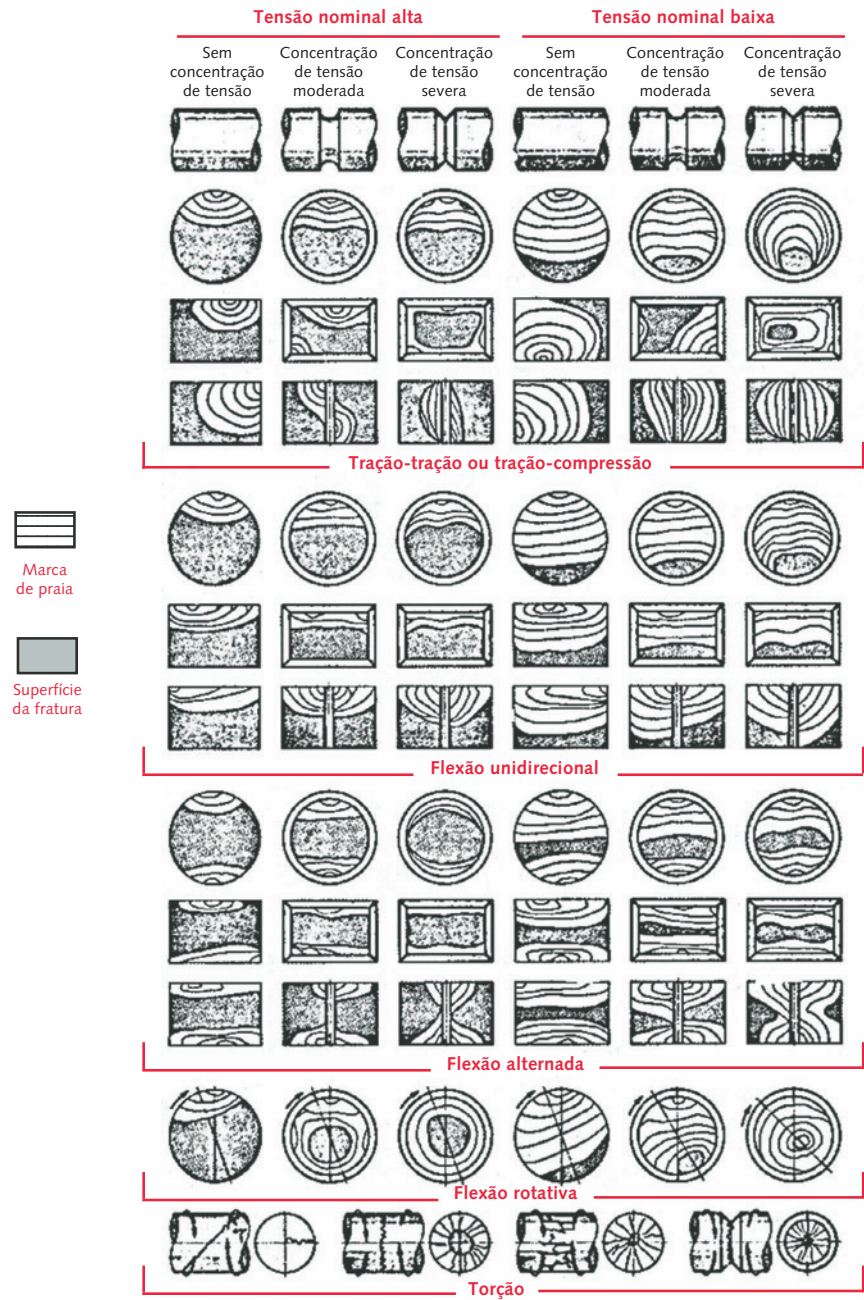 Tensão nominal alta
Tensão nominal baixa
Sem
concentração
de tensão
Concentração
de tensão
moderada
Concentração
de tensão
severa
Sem
concentração
de tensão
Concentração
de tensão
moderada
Concentração
de tensão
severa
Tração-tração ou tração-compressão
Marca
de praia
Superfície
da fratura
Flexão unidirecional
Flexão alternada
Flexão rotativa
Torção